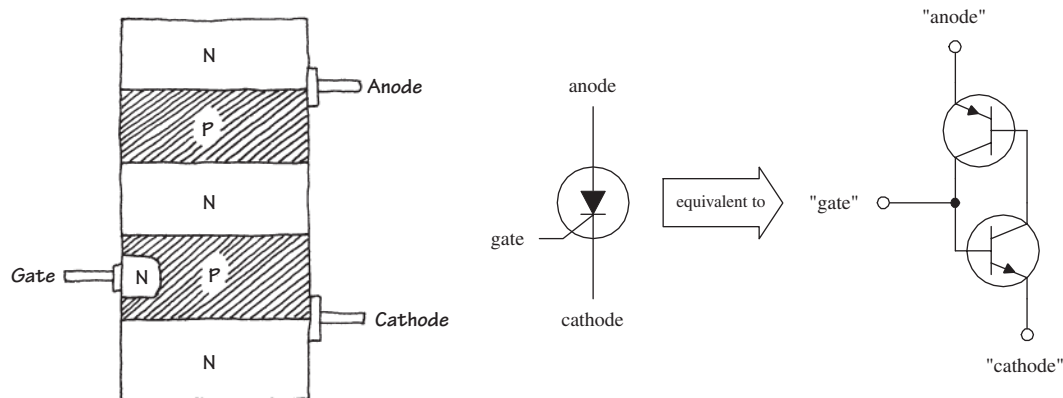 N
Anode
P
N
Gate
N
P
Cathode
N
anode
gate
cathode
equivalent to
"anode"
"gate"
"cathode"